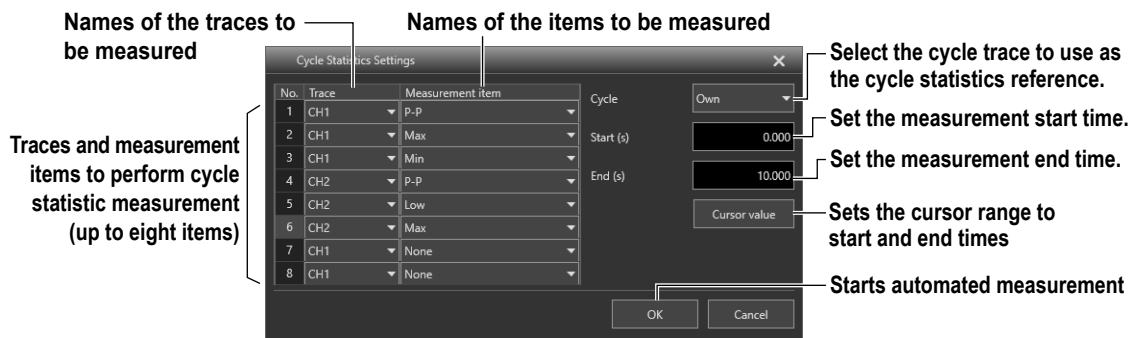 Names of the traces to
be measured
Names of the items to be measured
Cycle Statistics Settings
No. Trace Measurement item
1 CH1 P-P
2 CH1 Max
3 CH1 Min
4 CH2 P-P
5 CH2 Low
6 CH2 Max
7 CH1 None
8 CH1 None
Traces and measurement
items to perform cycle
statistic measurement
(up to eight items)
Cycle Own
Start (s) 0.000
End (s) 10.000
Cursor value
OK Cancel
Select the cycle trace to use as
the cycle statistics reference.
Set the measurement start time.
Set the measurement end time.
Sets the cursor range to
start and end times
Starts automated measurement